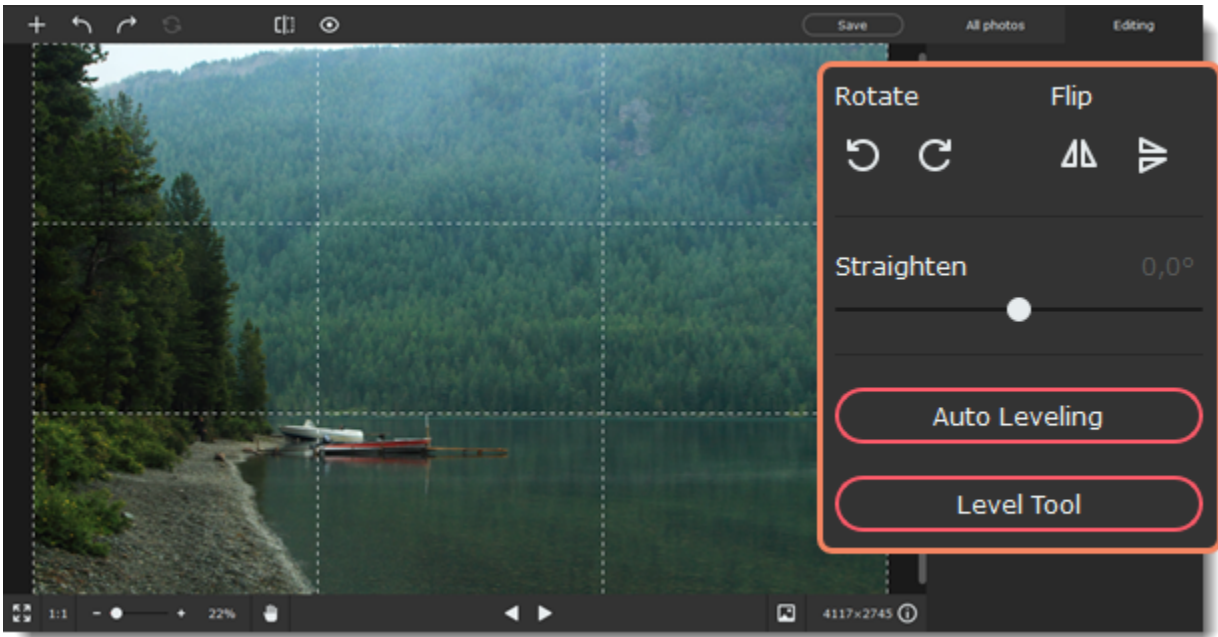 Save
All photos
Editing
Rotate
Flip
Straighten
0,0°
Auto Leveling
Level Tool
1:1
22%
4117×2745